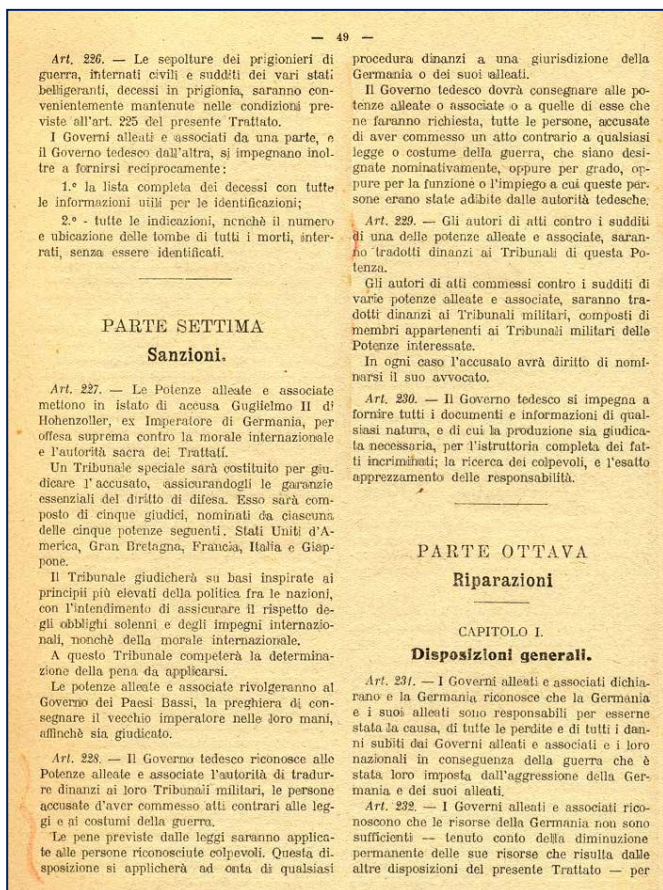 — 49 —
Art. 226. — Le sepolture dei prigionieri di
guerra, internati civili e sudditi dei vari stati
belligeranti, decessi in prigionia, saranno con-
venientemente mantenute nelle condizioni pre-
viste all'art. 225 del presente Trattato.
I Governi alleati e associati da una parte, e
il Governo tedesco dall'altra, si impegnano inol-
tre a fornirsi reciprocamente:
1.º la lista completa dei decessi con tutte
le informazioni utili per le identificazioni;
2.º - tutte le indicazioni, nonchè il numero
e ubicazione delle tombe di tutti i morti, inter-
rati, senza essere identificati.
PARTE SETTIMA
Sanzioni.
Art. 227. — Le Potenze alleate e associate
mettono in istato di accusa Guglielmo II di
Hohenzoller, ex Imperatore di Germania, per
offesa suprema contro la morale internazionale
e l'autorità sacra dei Trattati.
Un Tribunale speciale sarà costituito per giu-
dicare l'accusato, assicurandogli le garanzie
essenziali del diritto di difesa. Esso sarà com-
posto di cinque giudici, nominati da ciascuna
delle cinque potenze seguenti. Stati Uniti d'A-
merica, Gran Bretagna, Francia, Italia e Giap-
pone.
Il Tribunale giudicherà su basi inspirate ai
principii più elevati della politica fra le nazioni,
con l'intendimento di assicurare il rispetto de-
gli obblighi solenni e degli impegni internazio-
nali, nonchè della morale internazionale.
A questo Tribunale competerà la determina-
zione della pena da applicarsi.
Le potenze alleate e associate rivolgeranno al
Governo dei Paesi Bassi, la preghiera di con-
segnare il vecchio imperatore nelle loro mani,
affinchè sia giudicato.
Art. 228. — Il Governo tedesco riconosce alle
Potenze alleate e associate l'autorità di tradur-
re dinanzi ai loro Tribunali militari, le persone
accusate d'aver commesso atti contrari alle leg-
gi e ai costumi della guerra.
Le pene previste dalle leggi saranno applica-
te alle persone riconosciute colpevoli. Questa di-
sposizione si applicherà ad onta di qualsiasi
procedura dinanzi a una giurisdizione della
Germania o dei suoi alleati.
Il Governo tedesco dovrà consegnare alle po-
tenze alleate o associate o a quelle di esse che
ne faranno richiesta, tutte le persone, accusate
di aver commesso un atto contrario a qualsiasi
legge o costume della guerra, che siano desi-
gnate nominativamente, oppure per grado, op-
pure per la funzione o l'impiego a cui queste per-
sone erano state adibite dalle autorità tedesche.
Art. 229. — Gli autori di atti contro i sudditi
di una delle potenze alleate e associate, saran-
no tradotti dinanzi ai Tribunali di questa Po-
tenza.
Gli autori di atti commessi contro i sudditi di
varie potenze alleate e associate, saranno tra-
dotti dinanzi ai Tribunali militari, composti di
membri appartenenti ai Tribunali militari delle
Potenze interessate.
In ogni caso l'accusato avrà diritto di nomi-
narsi il suo avvocato.
Art. 230. — Il Governo tedesco si impegna a
fornire tutti i documenti e informazioni di qual-
siasi natura, e di cui la produzione sia giudica-
ta necessaria, per l'istruttoria completa dei fat-
ti incriminati; la ricerca dei colpevoli, e l'esatto
apprezzamento delle responsabilità.
PARTE OTTAVA
Riparazioni
CAPITOLO I.
Disposizioni generali.
Art. 231. — I Governi alleati e associati dichia-
rano e la Germania riconosce che la Germania
e i suoi alleati sono responsabili per esserne
stata la causa, di tutte le perdite e di tutti i dan-
ni subiti dai Governi alleati e associati e i loro
nazionali in conseguenza della guerra che è
stata loro imposta dall'aggressione della Ger-
mania e dei suoi alleati.
Art. 232. — I Governi alleati e associati rico-
noscono che le risorse della Germania non sono
sufficienti — tenuto conto della diminuzione
permanente delle sue risorse che risulta dalle
altre disposizioni del presente Trattato — per